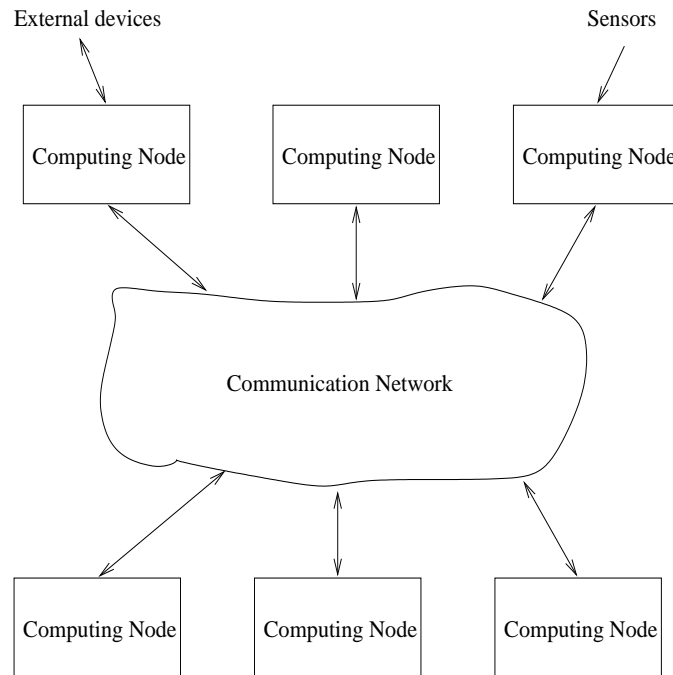 External devices
Sensors
Computing Node
Computing Node
Computing Node
Communication Network
Computing Node
Computing Node
Computing Node